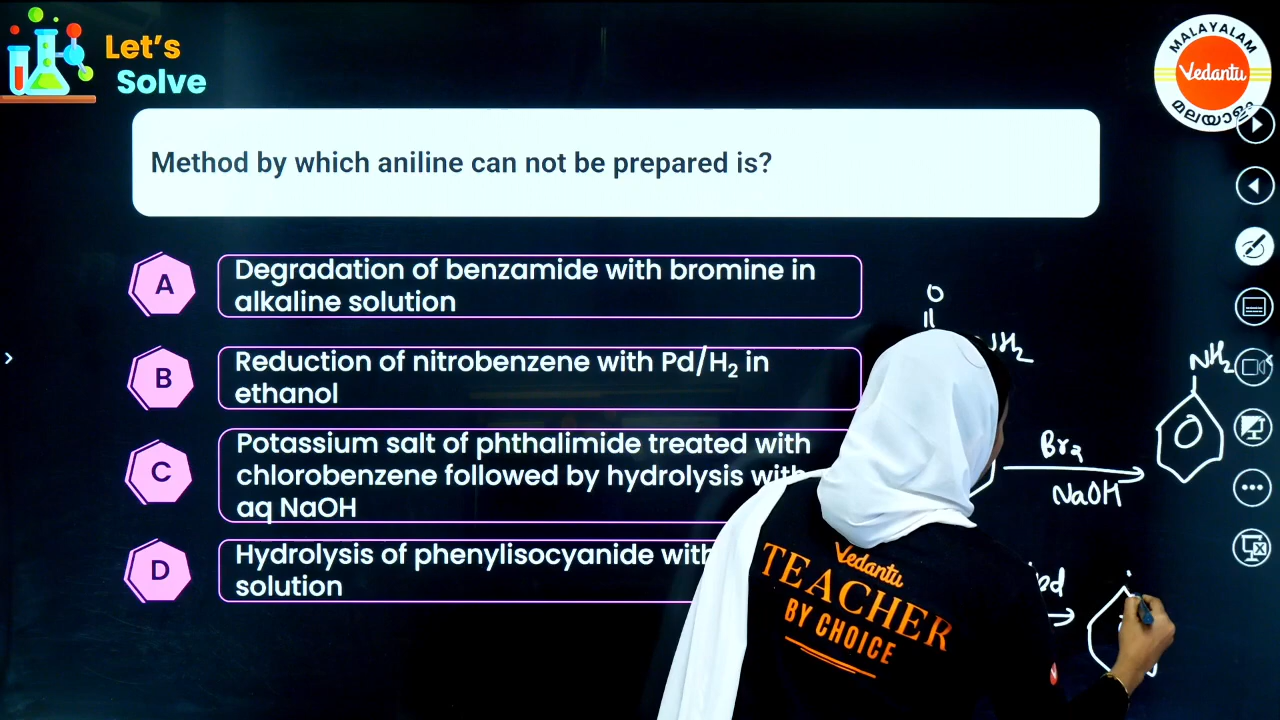 Let's
Solve
MALAYALAM
Vedantu
മലയാളം
Method by which aniline can not be prepared is?
A
Degradation of benzamide with bromine in
alkaline solution
B
Reduction of nitrobenzene with Pd/H₂ in
ethanol
C
Potassium salt of phthalimide treated with
chlorobenzene followed by hydrolysis with
aq NaOH
D
Hydrolysis of phenylisocyanide with
solution
O
NH₂
Br₂
NaOH
Vedantu
TEACHER
BY CHOICE